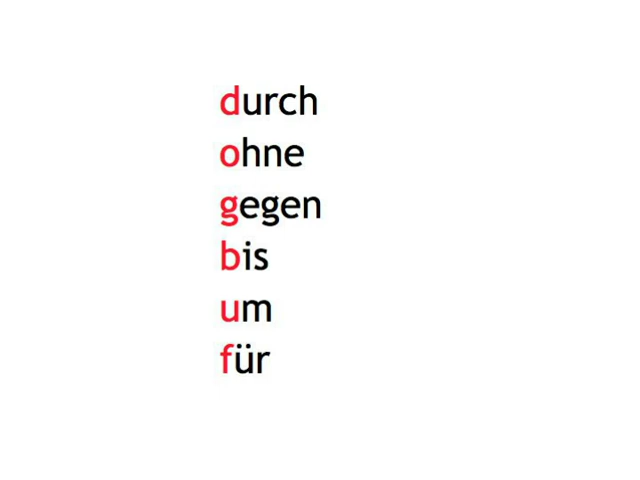 durch
ohne
gegen
bis
um
für